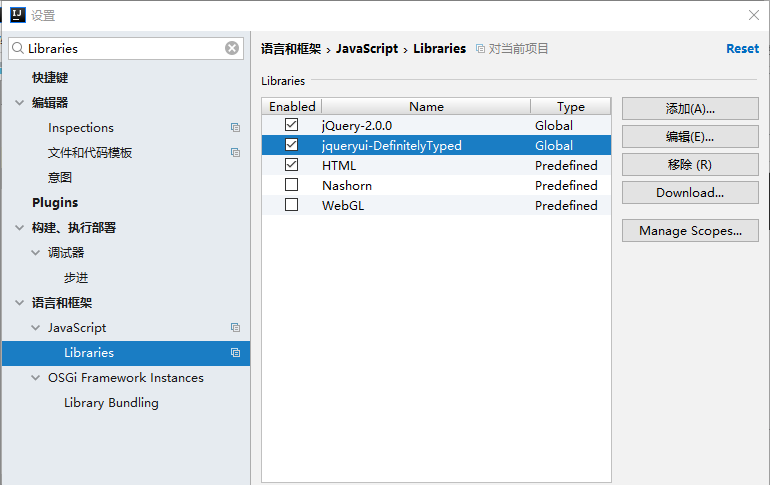 IJ 设置
Libraries
语言和框架 › JavaScript › Libraries 对当前项目 Reset
快捷键
编辑器
Inspections
文件和代码模板
意图
Plugins
构建、执行部署
调试器
步进
语言和框架
JavaScript
Libraries
OSGi Framework Instances
Library Bundling
Libraries
Enabled Name Type
jQuery-2.0.0 Global
jqueryui-DefinitelyTyped Global
HTML Predefined
Nashorn Predefined
WebGL Predefined
添加(A)...
编辑(E)...
移除 (R)
Download...
Manage Scopes...